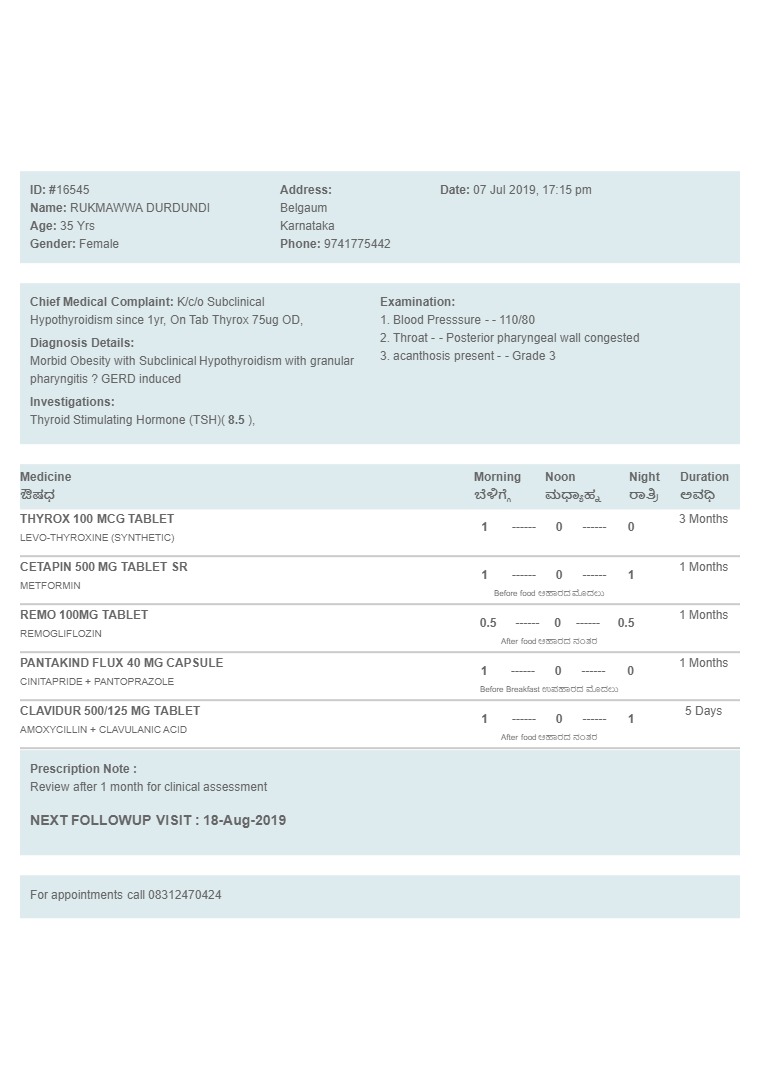 ID: #16545 Address: Date: 07 Jul 2019, 17:15 pm
Name: RUKMAWWA DURDUNDI Belgaum
Age: 35 Yrs Karnataka
Gender: Female Phone: 9741775442
Chief Medical Complaint: K/c/o Subclinical
Hypothyroidism since 1yr, On Tab Thyrox 75ug OD,
Diagnosis Details:
Morbid Obesity with Subclinical Hypothyroidism with granular
pharyngitis ? GERD induced
Investigations:
Thyroid Stimulating Hormone (TSH)( 8.5 ),
Examination:
1. Blood Presssure - - 110/80
2. Throat - - Posterior pharyngeal wall congested
3. acanthosis present - - Grade 3
Medicine Morning Noon Night Duration
ಔಷಧ ಬೆಳಿಗ್ಗೆ ಮಧ್ಯಾಹ್ನ ರಾತ್ರಿ ಅವಧಿ
THYROX 100 MCG TABLET 1 ------ 0 ------ 0 3 Months
LEVO-THYROXINE (SYNTHETIC)
CETAPIN 500 MG TABLET SR 1 ------ 0 ------ 1 1 Months
METFORMIN
Before food ಆಹಾರದ ಮೊದಲು
REMO 100MG TABLET 0.5 ------ 0 ------ 0.5 1 Months
REMOGLIFLOZIN
After food ಆಹಾರದ ನಂತರ
PANTAKIND FLUX 40 MG CAPSULE 1 ------ 0 ------ 0 1 Months
CINITAPRIDE + PANTOPRAZOLE
Before Breakfast ಉಪಹಾರದ ಮೊದಲು
CLAVIDUR 500/125 MG TABLET 1 ------ 0 ------ 1 5 Days
AMOXYCILLIN + CLAVULANIC ACID
After food ಆಹಾರದ ನಂತರ
Prescription Note :
Review after 1 month for clinical assessment
NEXT FOLLOWUP VISIT : 18-Aug-2019
For appointments call 08312470424